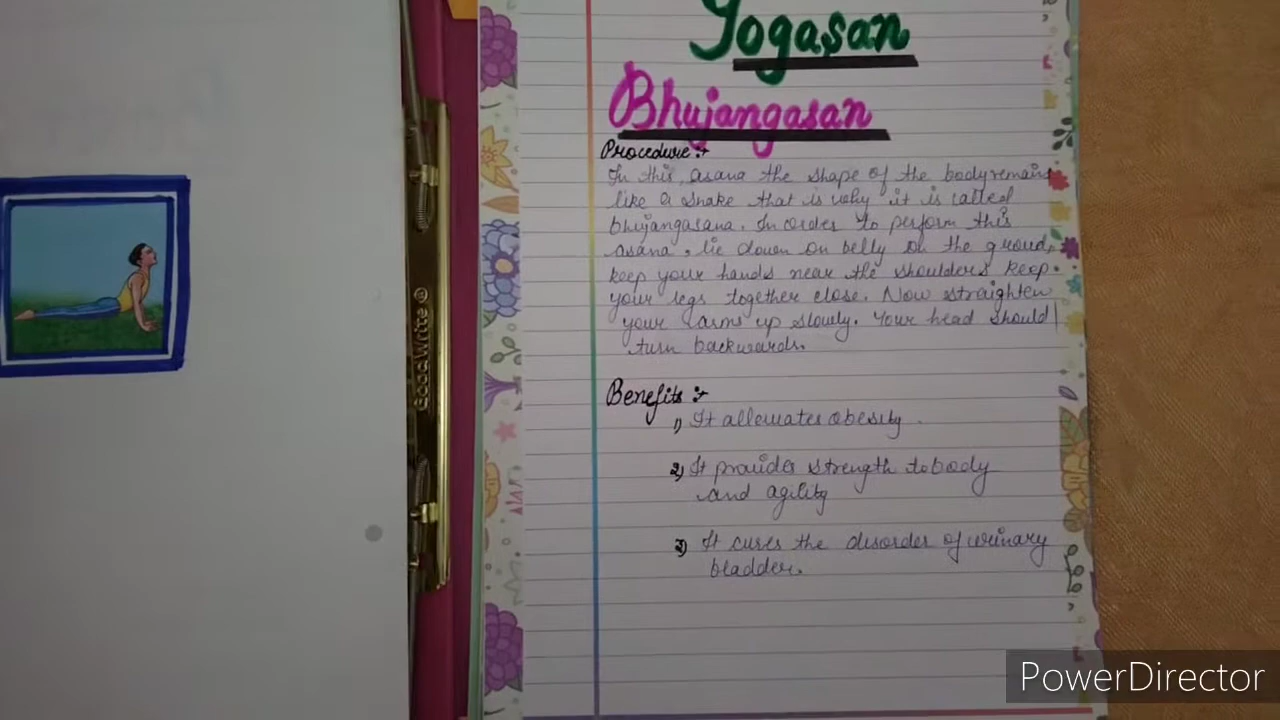 Yogasan
Bhujangasan
Procedure:-
In this, asana the shape of the body remains
like a snake that is why it is called
bhujangasana. In order to perform this
asana, lie down on belly on the groud,
keep your hands near the shoulders keep
your legs together close. Now straighten
your arms up slowly. Your head should
turn backwards.
Benefits :-
1) It alleviates obesity
2) It provides strength to body
and agility
3) It cures the disorder of urinary
bladder.
GoodWrite®
PowerDirector